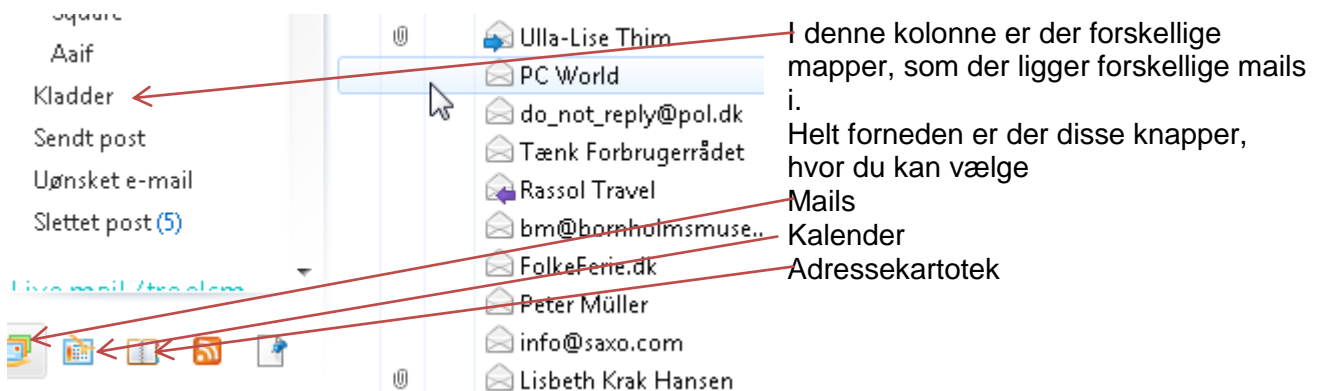 Square
Aaif
Kladder
Sendt post
Uønsket e-mail
Slettet post (5)
Live mail (troelsm
Ulla-Lise Thim
PC World
do_not_reply@pol.dk
Tænk Forbrugerrådet
Rassol Travel
bm@bornholmsmuse..
FolkeFerie.dk
Peter Müller
info@saxo.com
Lisbeth Krak Hansen
I denne kolonne er der forskellige
mapper, som der ligger forskellige mails
i.
Helt forneden er der disse knapper,
hvor du kan vælge
Mails
Kalender
Adressekartotek